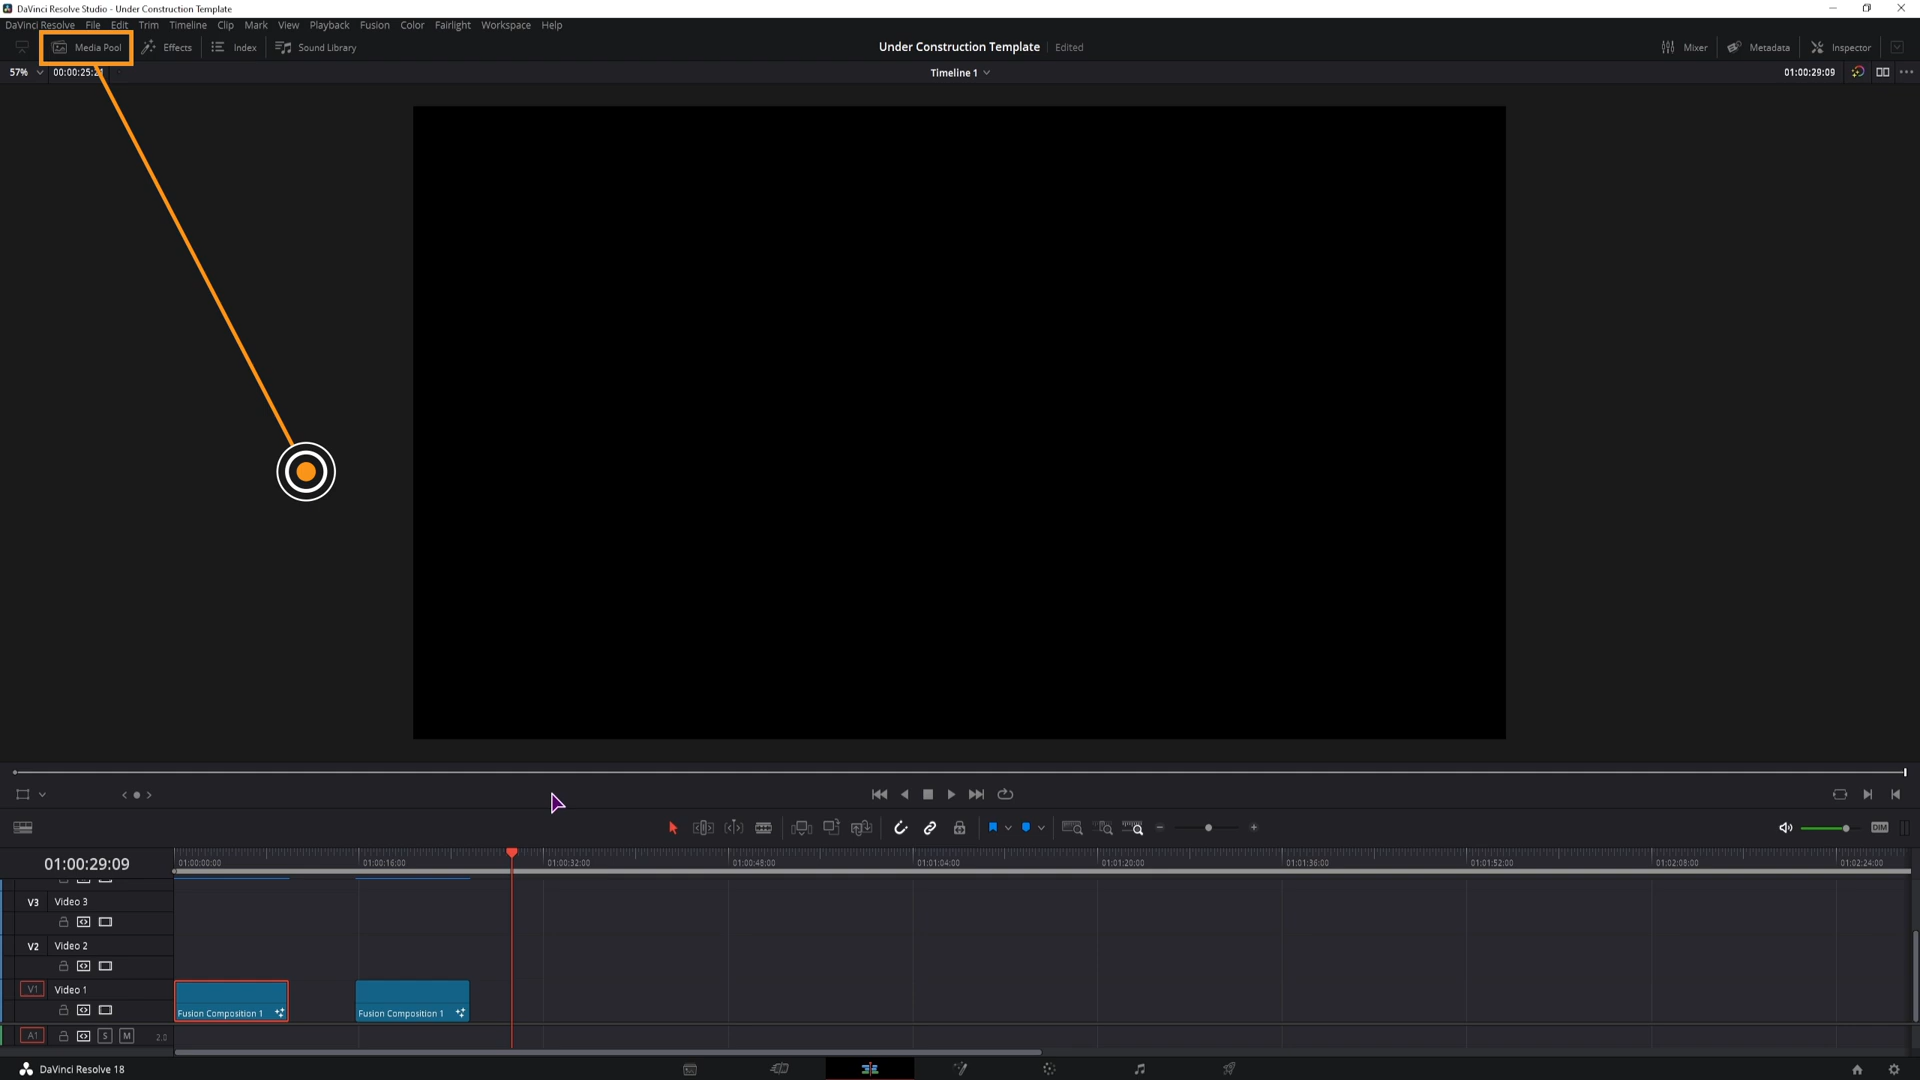 DaVinci Resolve Studio - Under Construction Template
DaVinci Resolve File Edit Trim Timeline Clip Mark View Playback Fusion Color Fairlight Workspace Help
Media Pool Effects Index Sound Library Under Construction Template Edited Mixer Metadata Inspector
57% 00:00:25:21 Timeline 1 01:00:29:09
DIM
01:00:29:09 01:00:00:00 01:00:16:00 01:00:32:00 01:00:48:00 01:01:04:00 01:01:20:00 01:01:36:00 01:01:52:00 01:02:08:00 01:02:24:00
V3 Video 3
V2 Video 2
V1 Video 1
Fusion Composition 1 Fusion Composition 1
A1 S M 2.0
DaVinci Resolve 18